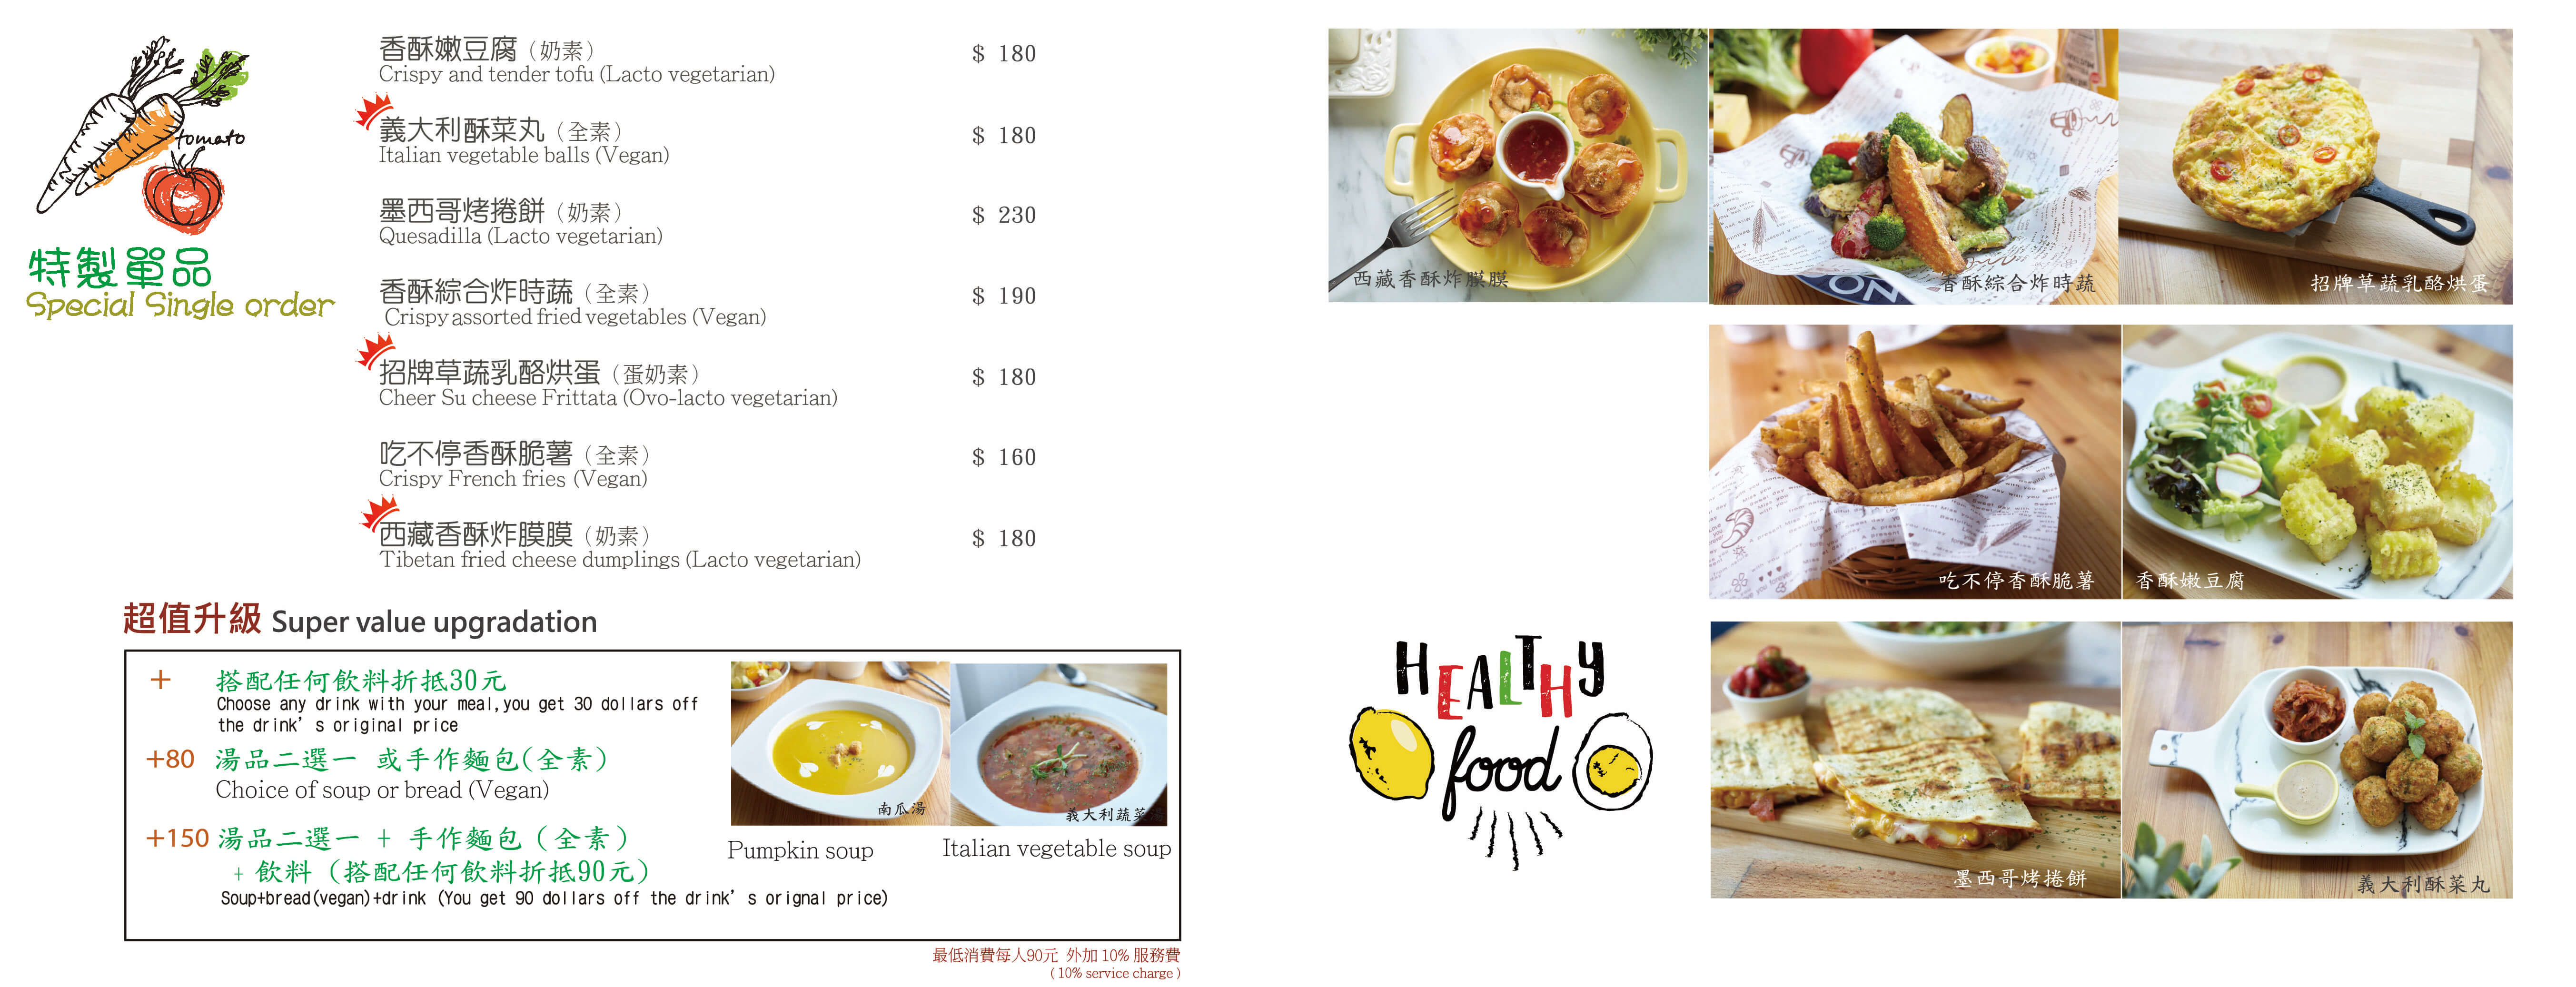 tomato
特製單品
Special Single order
香酥嫩豆腐（奶素） $ 180
Crispy and tender tofu (Lacto vegetarian)
義大利酥菜丸（全素） $ 180
Italian vegetable balls (Vegan)
墨西哥烤捲餅（奶素） $ 230
Quesadilla (Lacto vegetarian)
香酥綜合炸時蔬（全素） $ 190
Crispy assorted fried vegetables (Vegan)
招牌草蔬乳酪烘蛋（蛋奶素） $ 180
Cheer Su cheese Frittata (Ovo-lacto vegetarian)
吃不停香酥脆薯（全素） $ 160
Crispy French fries (Vegan)
西藏香酥炸膜膜（奶素） $ 180
Tibetan fried cheese dumplings (Lacto vegetarian)
超值升級 Super value upgradation
+ 搭配任何飲料折抵30元
Choose any drink with your meal,you get 30 dollars off
the drink’s original price
+80 湯品二選一 或手作麵包(全素)
Choice of soup or bread (Vegan)
+150 湯品二選一 + 手作麵包（全素）
+ 飲料（搭配任何飲料折抵90元）
Soup+bread(vegan)+drink (You get 90 dollars off the drink’s orignal price)
南瓜湯
義大利蔬菜湯
Pumpkin soup
Italian vegetable soup
最低消費每人90元 外加 10% 服務費
( 10% service charge )
西藏香酥炸膜膜
香酥綜合炸時蔬
ON
招牌草蔬乳酪烘蛋
吃不停香酥脆薯
香酥嫩豆腐
HEALTHY
food
墨西哥烤捲餅
義大利酥菜丸